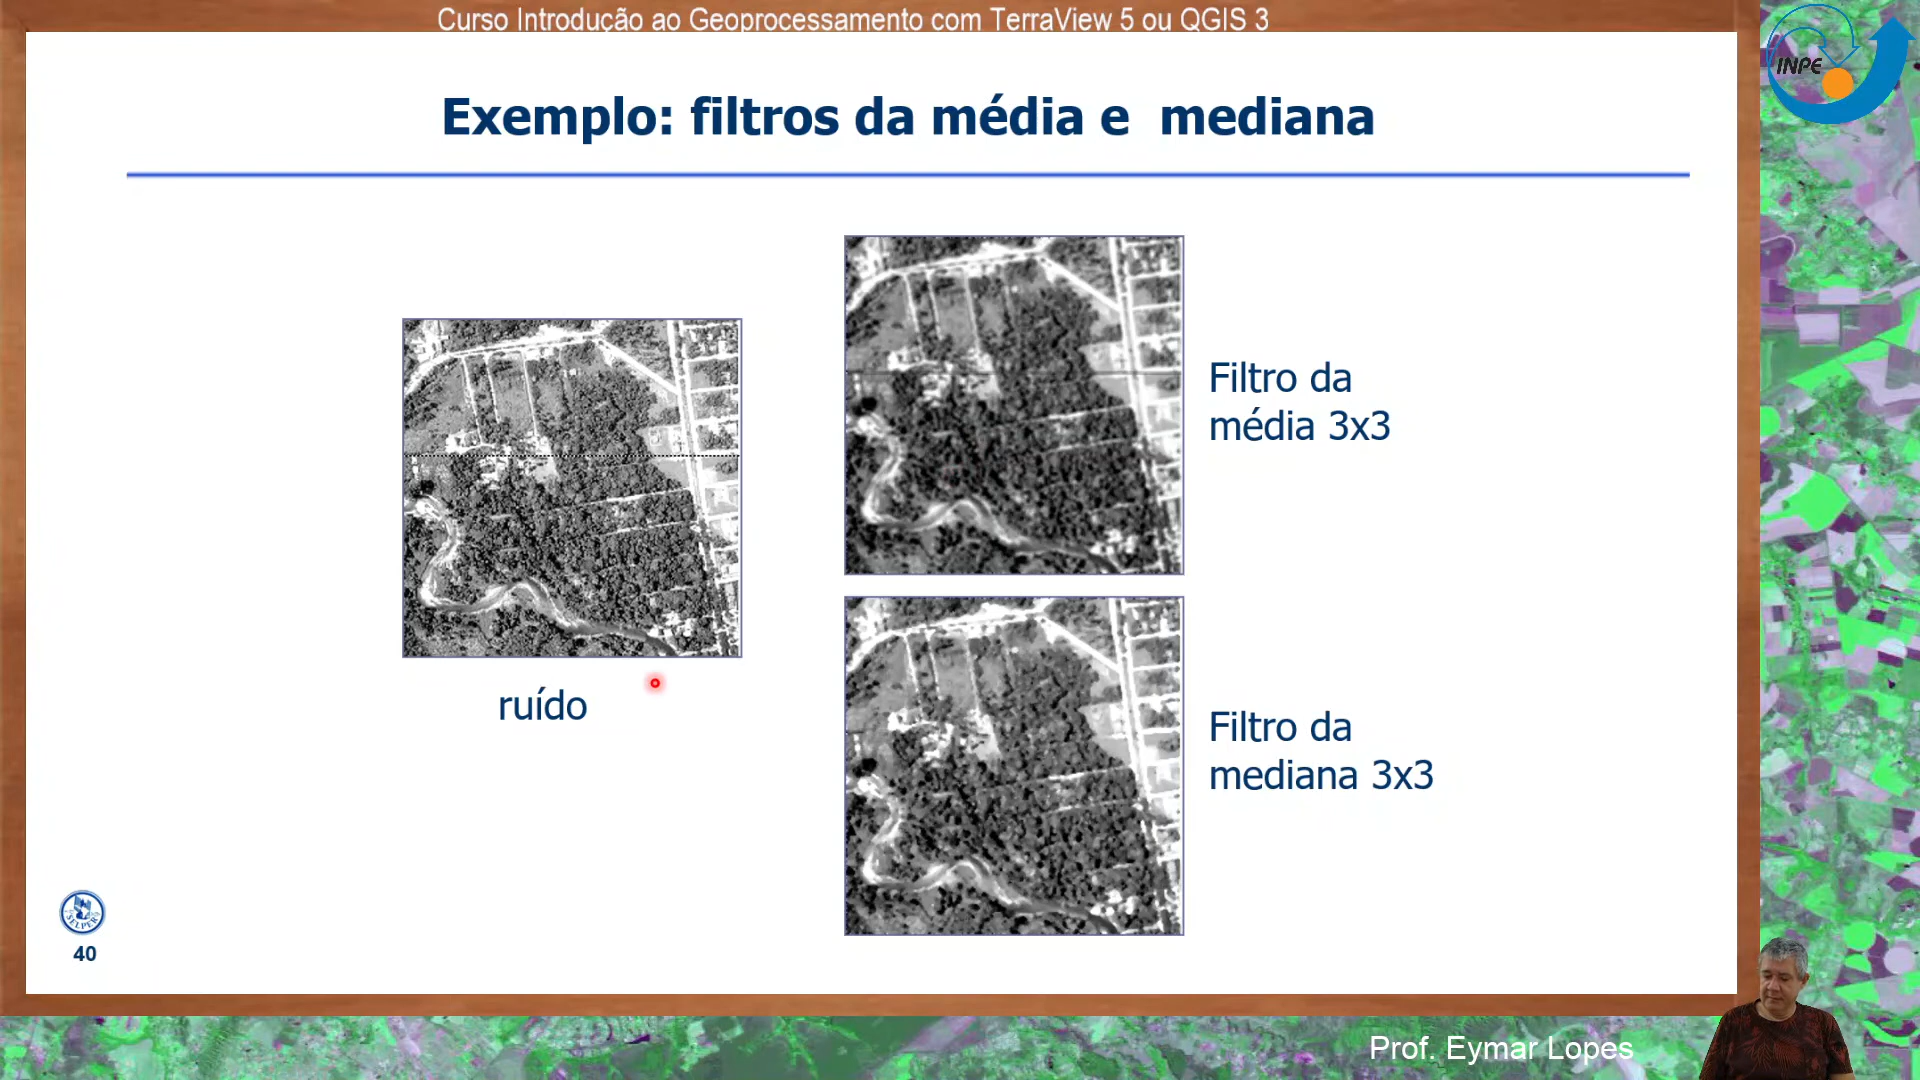 Curso Introdução ao Geoprocessamento com TerraView 5 ou QGIS 3
INPE
Exemplo: filtros da média e mediana
Filtro da
média 3x3
ruído
Filtro da
mediana 3x3
SELPER
40
Prof. Eymar Lopes